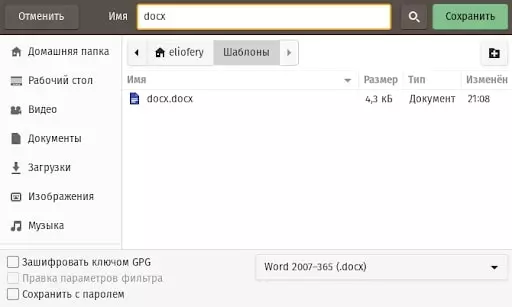 Отменить Имя docx Сохранить
Домашняя папка
Рабочий стол
Видео
Документы
Загрузки
Изображения
Музыка
eliofery Шаблоны
Имя Размер Тип Изменён
docx.docx 4,3 кБ Документ 21:08
Зашифровать ключом GPG
Правка параметров фильтра
Сохранить с паролем
Word 2007–365 (.docx)